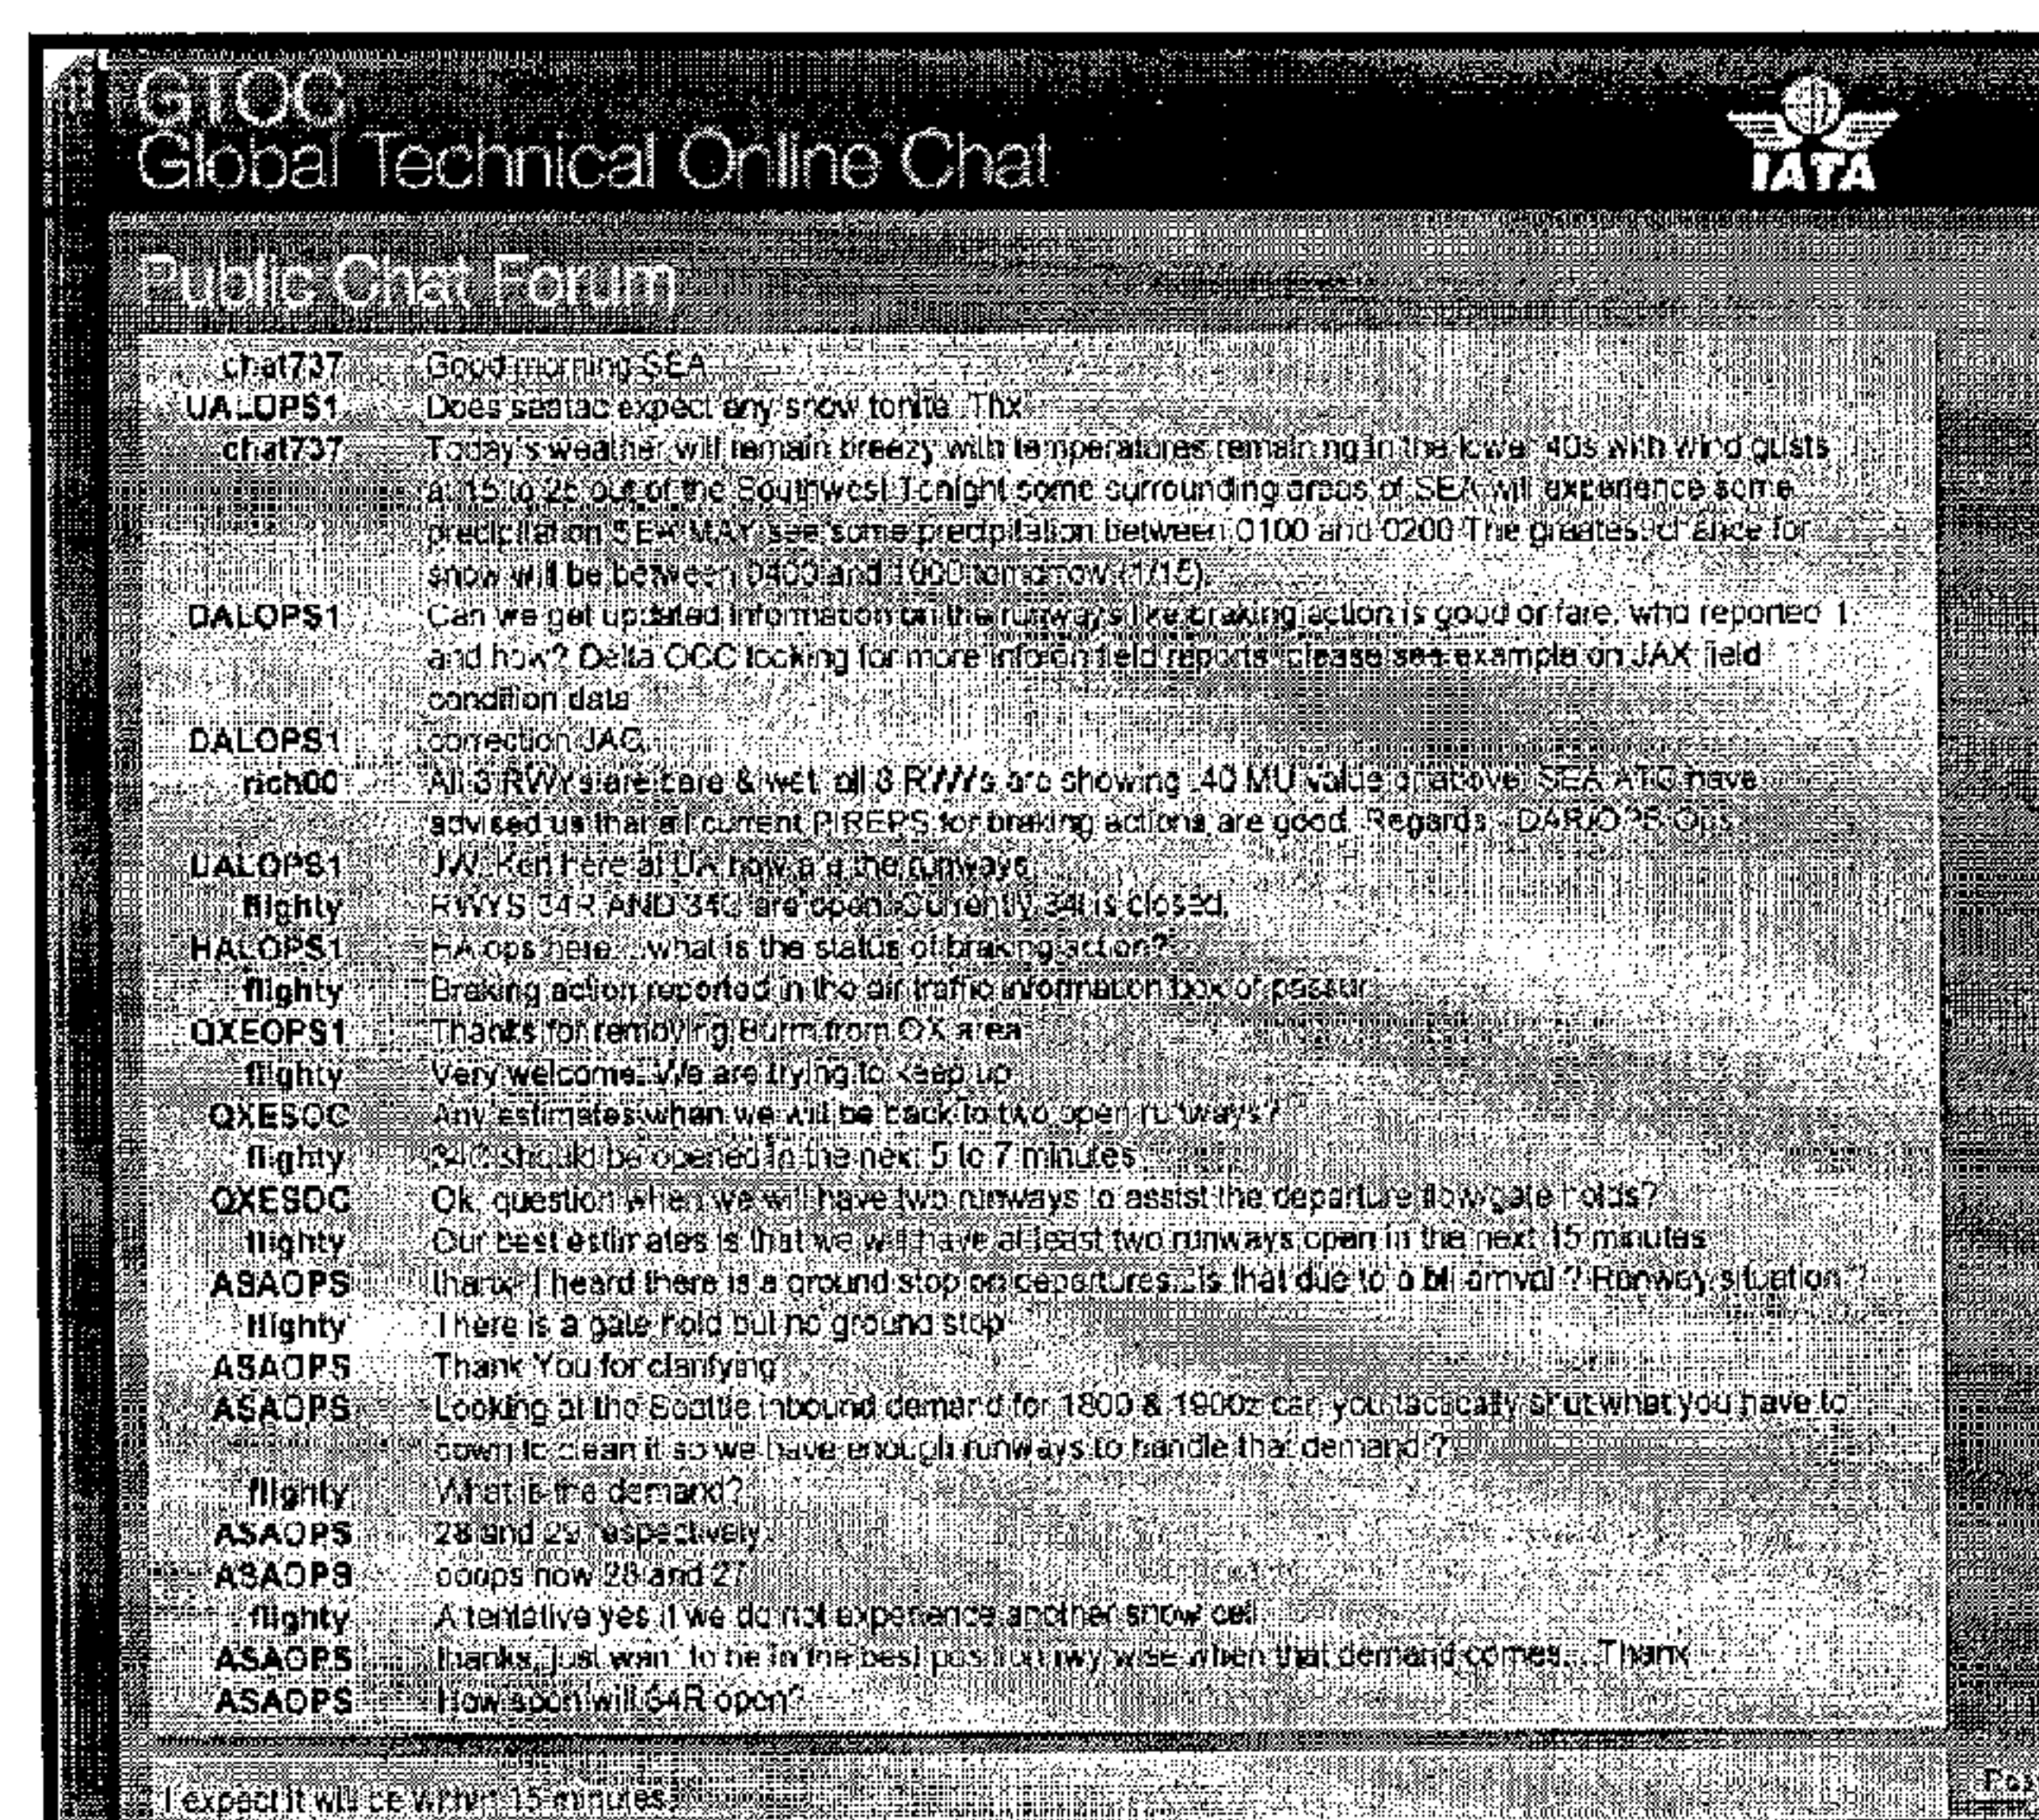 GTOC
Global Technical Online Chat
IATA
Public Chat Forum
chat737 Good morning SEA
UALOPS1 Does seatac expect any snow tonite. Thx
chat737 Today's weather will remain breezy with temperatures remaining in the lower 40s with wind gusts
at 15 to 25 out of the Southwest Tonight some surrounding areas of SEA will experience some
precipitation SEA MAY see some precipitation between 0100 and 0200 The greatest chance for
snow will be between 0400 and 1000 tomorrow (1/15).
DALOPS1 Can we get updated information on the runways like braking action is good or fare, who reported
and how? Delta OCC looking for more info on field reports please see example on JAX field
condition data
DALOPS1 correction JAC
rich00 All 3 RWYs are bare & wet, all 3 RWYs are showing .40 MU value or above. SEA ATC have
advised us that all current PIREPS for braking actions are good. Regards - Ops
UALOPS1 JW, Ken here at UA how are the runways
flighty RWYS 34R AND 34C are open. Currently 34l is closed.
HALOPS1 HA ops here....what is the status of braking action?
flighty Braking action reported in the air traffic information box of passur
QXEOPS1 Thanks for removing Burm from QX area
flighty Very welcome. We are trying to keep up
QXESOC Any estimates when we will be back to two open runways?
flighty 34C should be opened in the next 5 to 7 minutes
QXESOC Ok, question when we will have two runways to assist the departure flow/gate holds?
flighty Our best estimates is that we will have at least two runways open in the next 15 minutes
ASAOPS thanx I heard there is a ground stop on departures...Is that due to a arrival ? Runway situation ?
flighty There is a gate hold but no ground stop
ASAOPS Thank You for clarifying
ASAOPS Looking at the Seattle inbound demand for 1800 & 1900z can you tactically shut what you have to
down to clean it so we have enough runways to handle that demand ?
flighty What is the demand?
ASAOPS 28 and 29 respectively
ASAOPS ooops now 28 and 27
flighty A tentative yes if we do not experience another snow cell
ASAOPS thanks, just want to be in the best position rwy wise when that demand comes....Thanx
ASAOPS How soon will 34R open?
I expect it will be within 15 minutes.